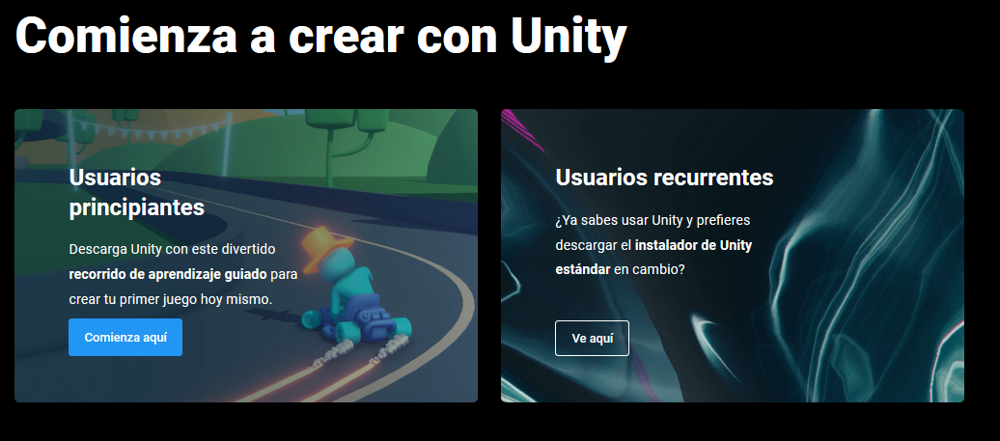 Comienza a crear con Unity
Usuarios
principiantes
Descarga Unity con este divertido
recorrido de aprendizaje guiado para
crear tu primer juego hoy mismo.
Comienza aquí
Usuarios recurrentes
¿Ya sabes usar Unity y prefieres
descargar el instalador de Unity
estándar en cambio?
Ve aquí